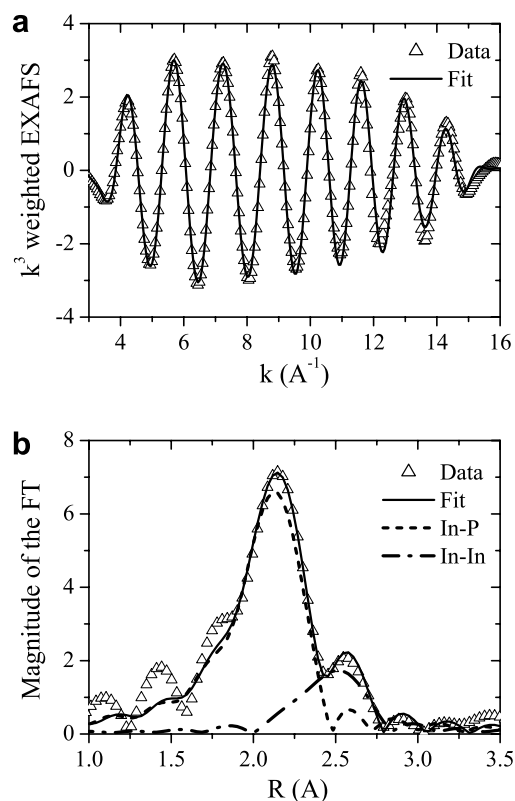 a
k³ weighted EXAFS
4
2
0
-2
-4
Data
Fit
4 6 8 10 12 14 16
k (A⁻¹)
b
Magnitude of the FT
8
6
4
2
0
Data
Fit
In-P
In-In
1.0 1.5 2.0 2.5 3.0 3.5
R (A)